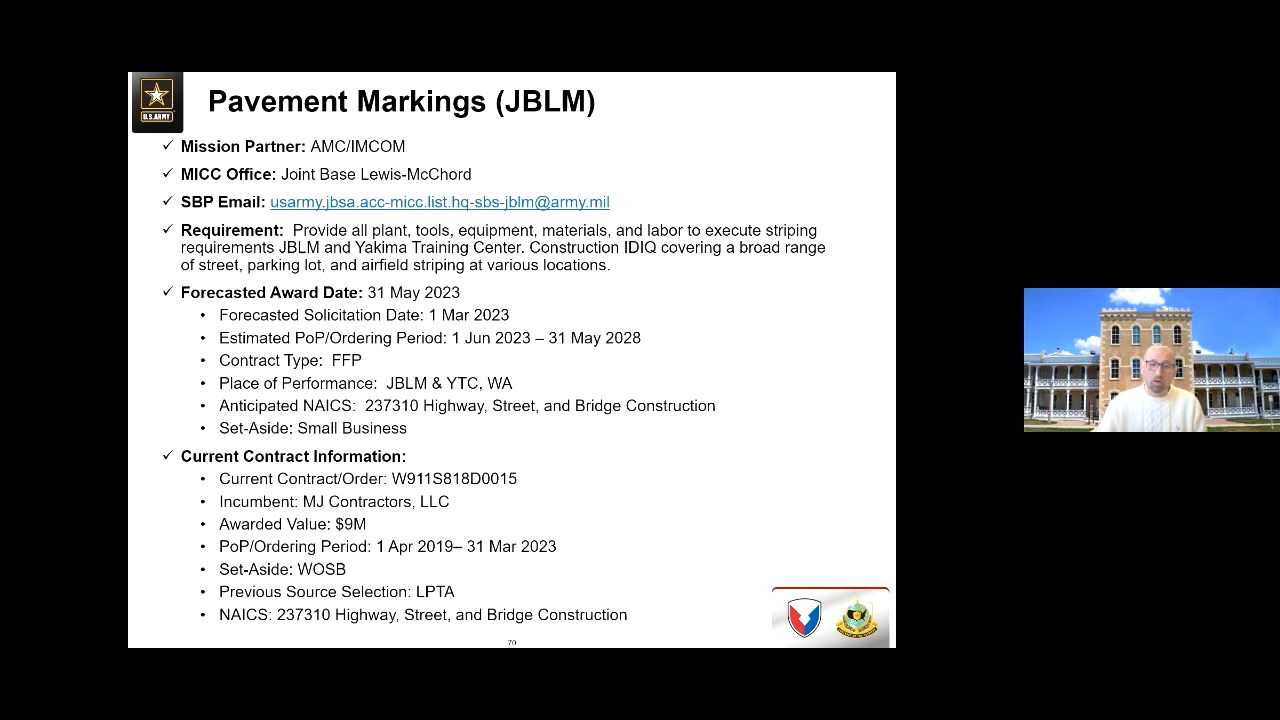 U.S.ARMY
Pavement Markings (JBLM)
✓ Mission Partner: AMC/IMCOM
✓ MICC Office: Joint Base Lewis-McChord
✓ SBP Email: usarmy.jbsa.acc-micc.list.hq-sbs-jblm@army.mil
✓ Requirement: Provide all plant, tools, equipment, materials, and labor to execute striping
requirements JBLM and Yakima Training Center. Construction IDIQ covering a broad range
of street, parking lot, and airfield striping at various locations.
✓ Forecasted Award Date: 31 May 2023
• Forecasted Solicitation Date: 1 Mar 2023
• Estimated PoP/Ordering Period: 1 Jun 2023 – 31 May 2028
• Contract Type: FFP
• Place of Performance: JBLM & YTC, WA
• Anticipated NAICS: 237310 Highway, Street, and Bridge Construction
• Set-Aside: Small Business
✓ Current Contract Information:
• Current Contract/Order: W911S818D0015
• Incumbent: MJ Contractors, LLC
• Awarded Value: $9M
• PoP/Ordering Period: 1 Apr 2019– 31 Mar 2023
• Set-Aside: WOSB
• Previous Source Selection: LPTA
• NAICS: 237310 Highway, Street, and Bridge Construction
70